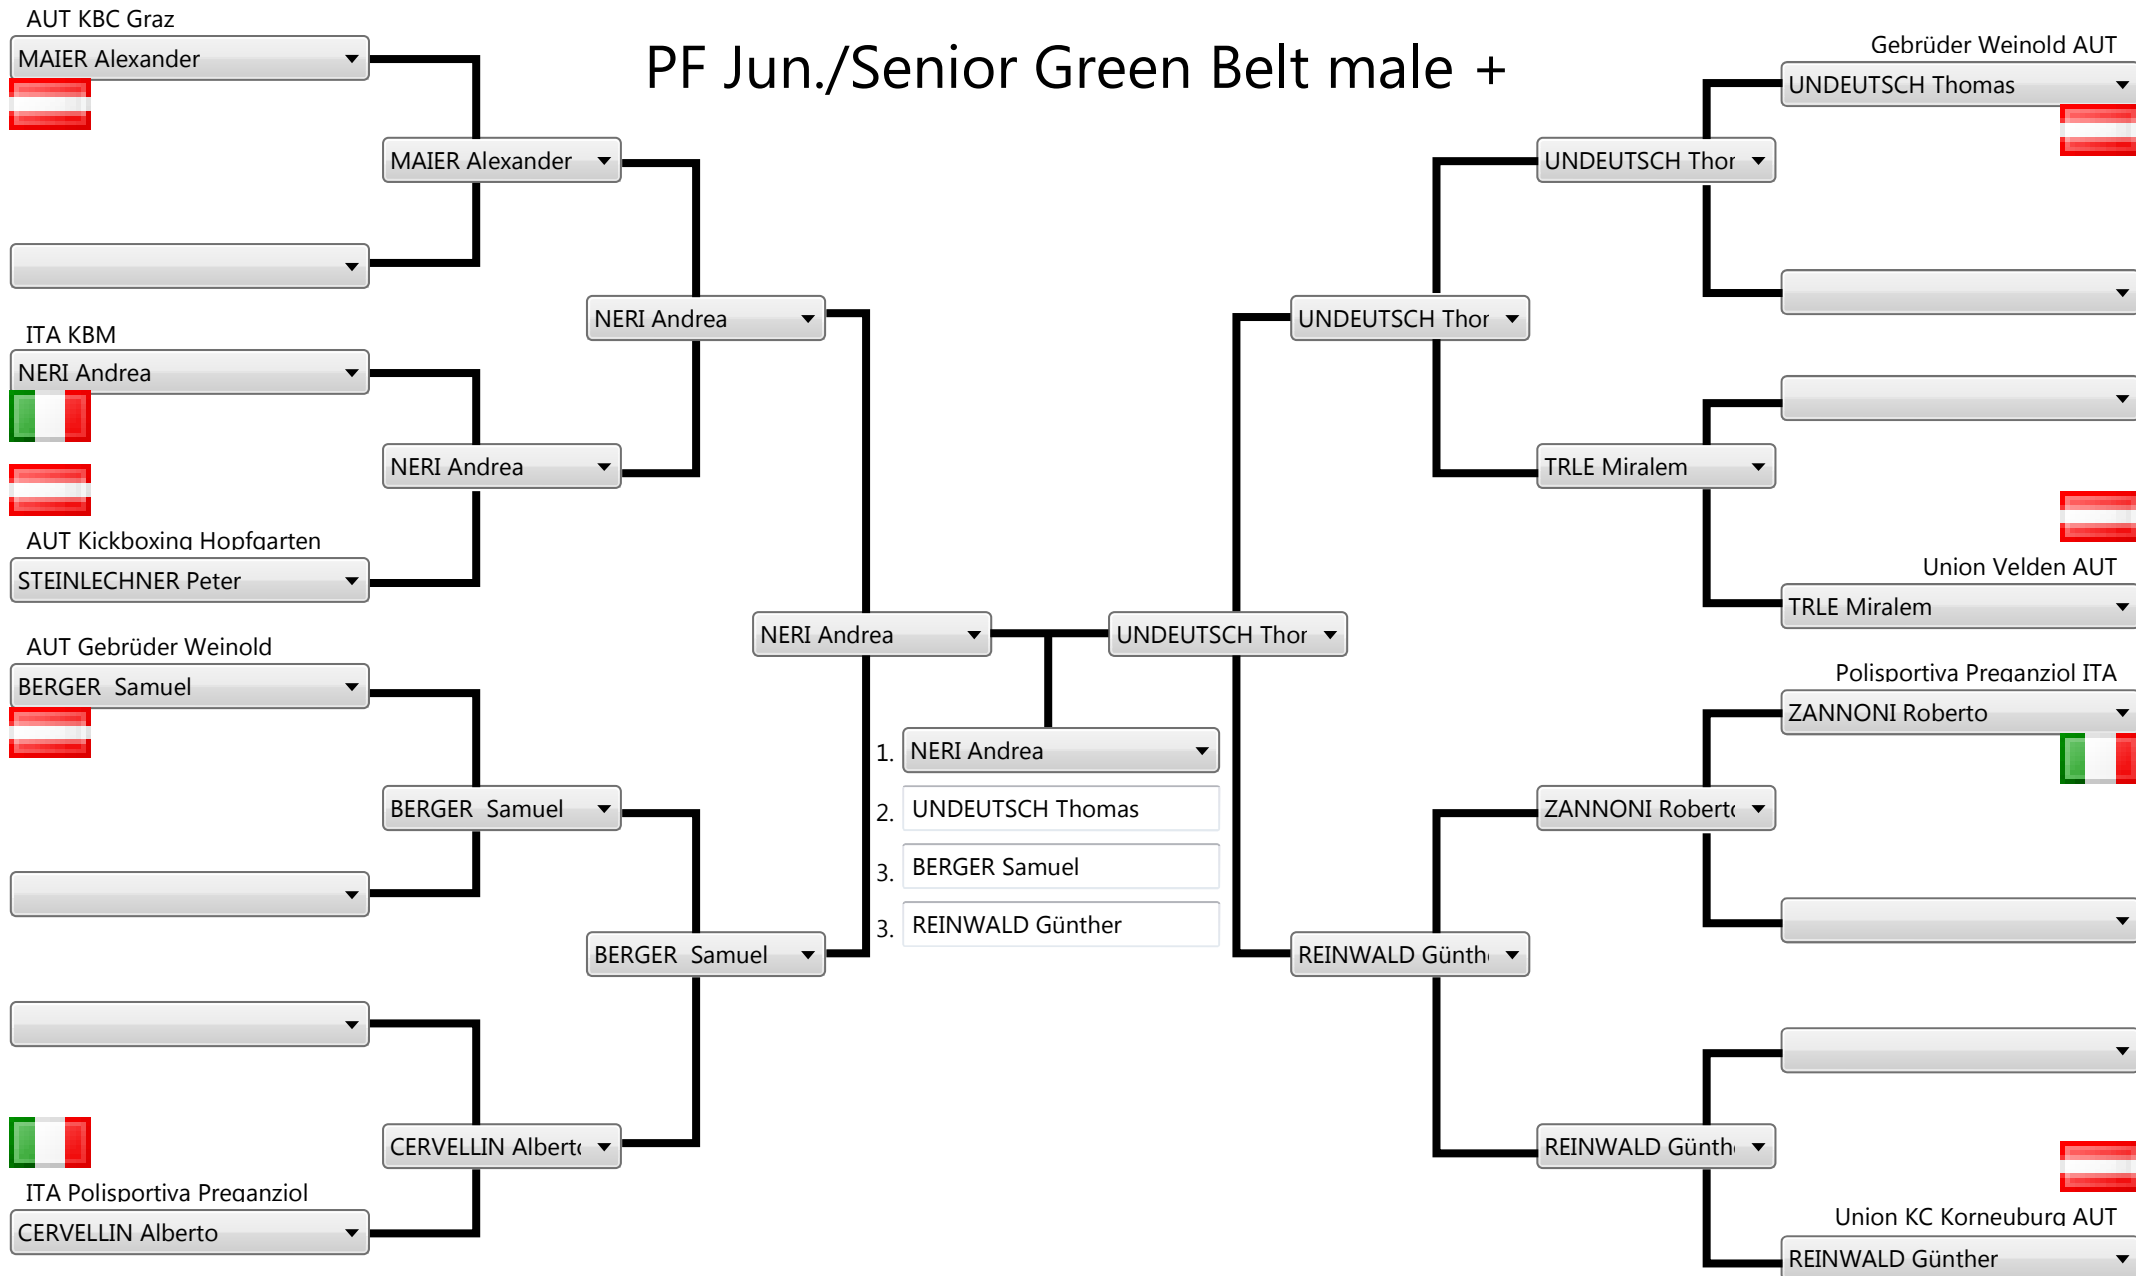 PF Jun./Senior Green Belt male +
AUT KBC Graz
MAIER Alexander
MAIER Alexander
ITA KBM
NERI Andrea
NERI Andrea
NERI Andrea
AUT Kickboxing Hopfgarten
STEINLECHNER Peter
AUT Gebrüder Weinold
BERGER  Samuel
BERGER  Samuel
BERGER  Samuel
CERVELLIN Alberto
ITA Polisportiva Preganziol
CERVELLIN Alberto
NERI Andrea
UNDEUTSCH Thor
1. NERI Andrea
2. UNDEUTSCH Thomas
3. BERGER Samuel
3. REINWALD Günther
Gebrüder Weinold AUT
UNDEUTSCH Thomas
UNDEUTSCH Thor
UNDEUTSCH Thor
TRLE Miralem
Union Velden AUT
TRLE Miralem
Polisportiva Preganziol ITA
ZANNONI Roberto
ZANNONI Roberto
REINWALD Günth
REINWALD Günth
Union KC Korneuburg AUT
REINWALD Günther